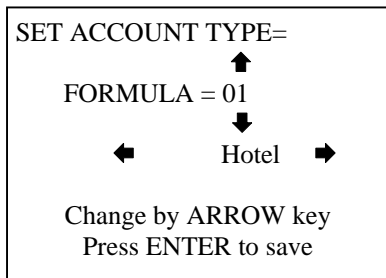 SET ACCOUNT TYPE=
FORMULA = 01
Hotel
Change by ARROW key
Press ENTER to save